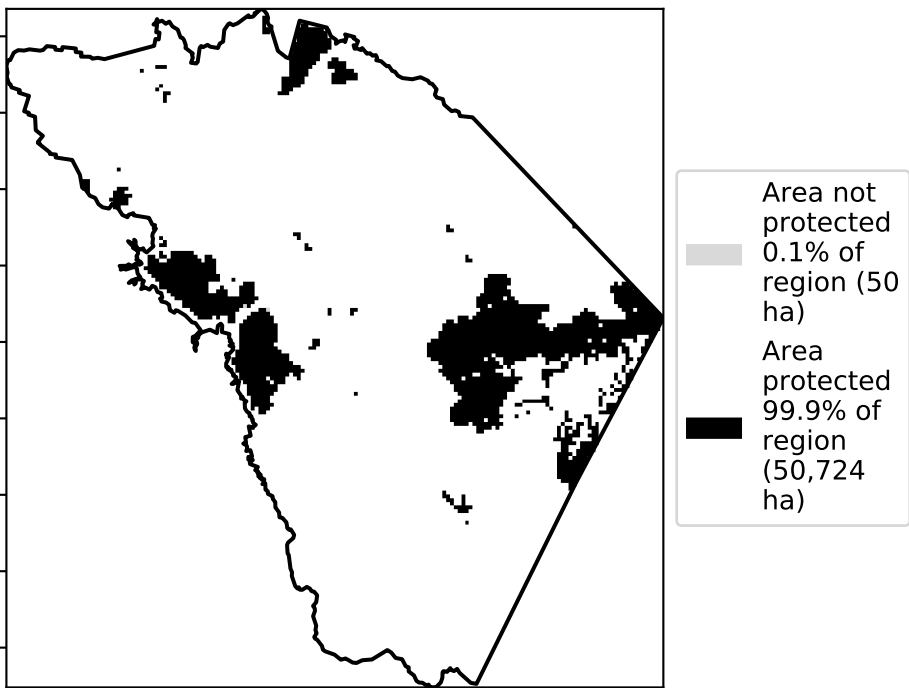 Area not
protected
0.1% of
region (50
ha)
Area
protected
99.9% of
region
(50,724
ha)